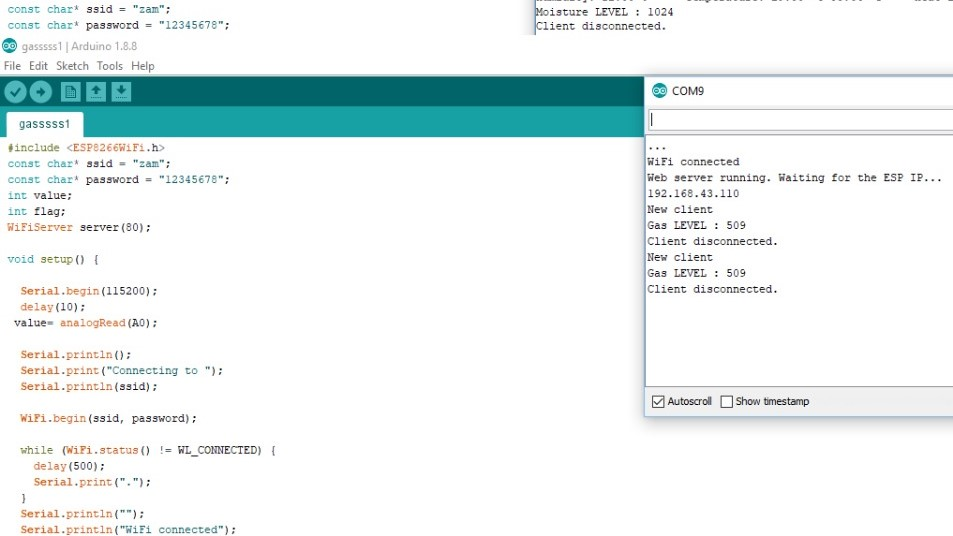 const char* ssid = "zam";
const char* password = "12345678";
Moisture LEVEL : 1024
Client disconnected.
gasssss1 | Arduino 1.8.8
File Edit Sketch Tools Help
gasssss1
#include <ESP8266WiFi.h>
const char* ssid = "zam";
const char* password = "12345678";
int value;
int flag;
WiFiServer server(80);
void setup() {
Serial.begin(115200);
delay(10);
value= analogRead(A0);
Serial.println();
Serial.print("Connecting to ");
Serial.println(ssid);
WiFi.begin(ssid, password);
while (WiFi.status() != WL_CONNECTED) {
delay(500);
Serial.print(".");
}
Serial.println("");
Serial.println("WiFi connected");
COM9
...
WiFi connected
Web server running. Waiting for the ESP IP...
192.168.43.110
New client
Gas LEVEL : 509
Client disconnected.
New client
Gas LEVEL : 509
Client disconnected.
Autoscroll Show timestamp